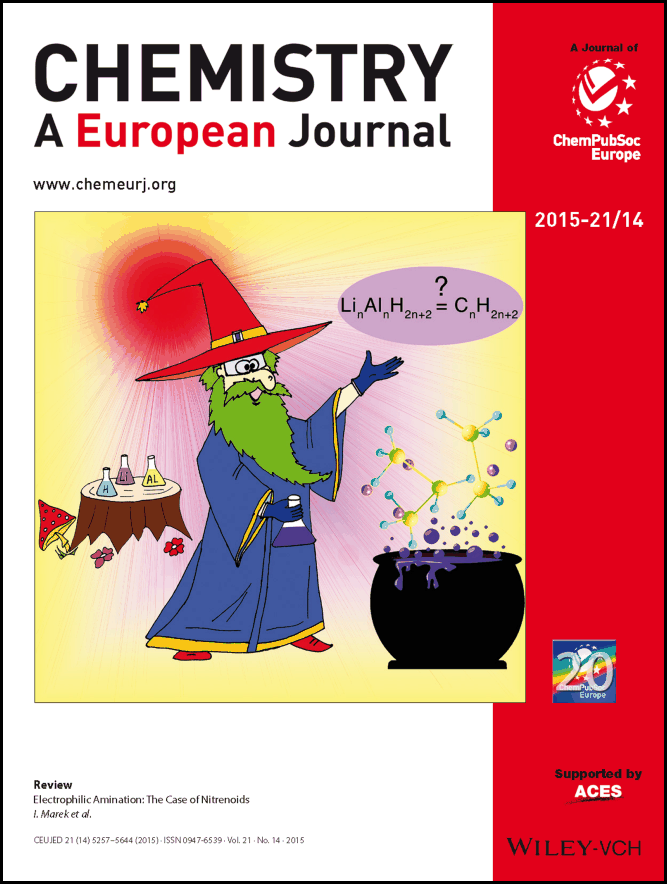 CHEMISTRY
A European Journal
www.chemeurj.org
A Journal of
ChemPubSoc
Europe
2015-21/14
?
LiₙAlₙH₂ₙ₊₂ = CₙH₂ₙ₊₂
H
LI
AL
20
ChemPubSoc
Europe
Review
Electrophilic Amination: The Case of Nitrenoids
I. Marek et al.
CEUJED 21 (14) 5257–5644 (2015) · ISSN 0947-6539 · Vol. 21 · No. 14 · 2015
Supported by
ACES
WILEY-VCH